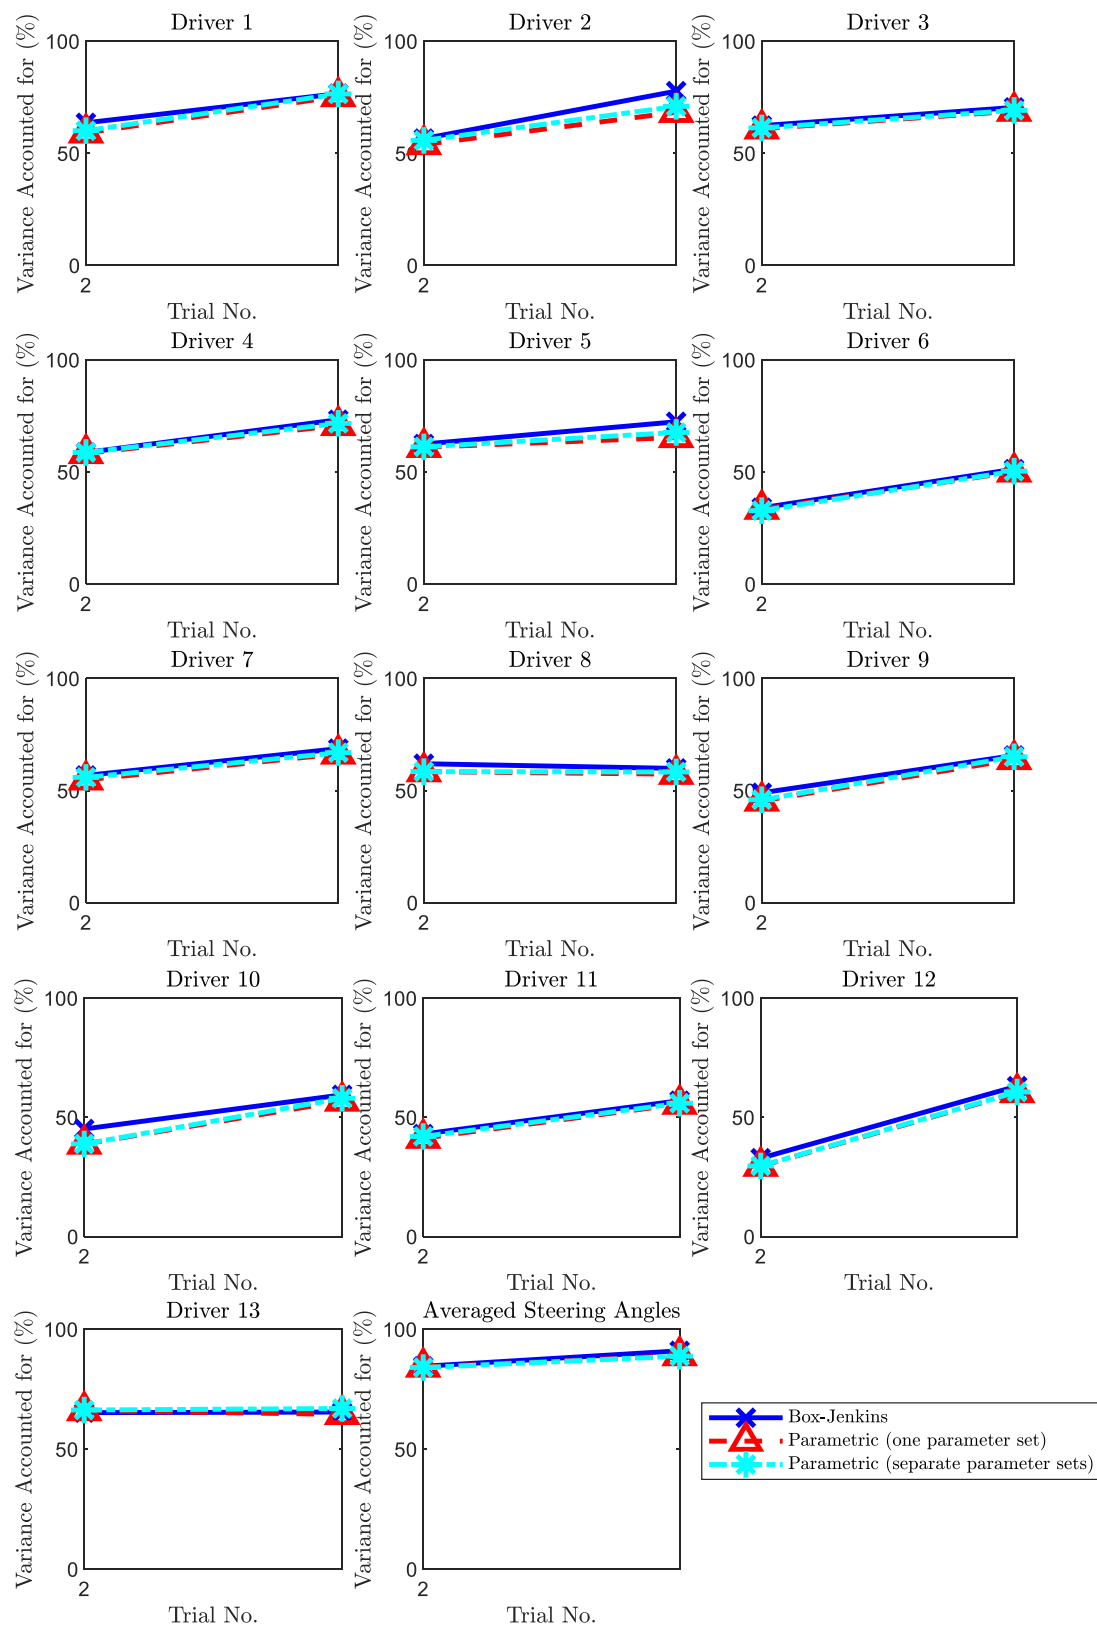 Driver 1
Variance Accounted for (%)
100
50
0
2
Trial No.
Driver 2
Variance Accounted for (%)
100
50
0
2
Trial No.
Driver 3
Variance Accounted for (%)
100
50
0
2
Trial No.
Driver 4
Variance Accounted for (%)
100
50
0
2
Trial No.
Driver 5
Variance Accounted for (%)
100
50
0
2
Trial No.
Driver 6
Variance Accounted for (%)
100
50
0
2
Trial No.
Driver 7
Variance Accounted for (%)
100
50
0
2
Trial No.
Driver 8
Variance Accounted for (%)
100
50
0
2
Trial No.
Driver 9
Variance Accounted for (%)
100
50
0
2
Trial No.
Driver 10
Variance Accounted for (%)
100
50
0
2
Trial No.
Driver 11
Variance Accounted for (%)
100
50
0
2
Trial No.
Driver 12
Variance Accounted for (%)
100
50
0
2
Trial No.
Driver 13
Variance Accounted for (%)
100
50
0
2
Trial No.
Averaged Steering Angles
Variance Accounted for (%)
100
50
0
2
Trial No.
Box-Jenkins
Parametric (one parameter set)
Parametric (separate parameter sets)